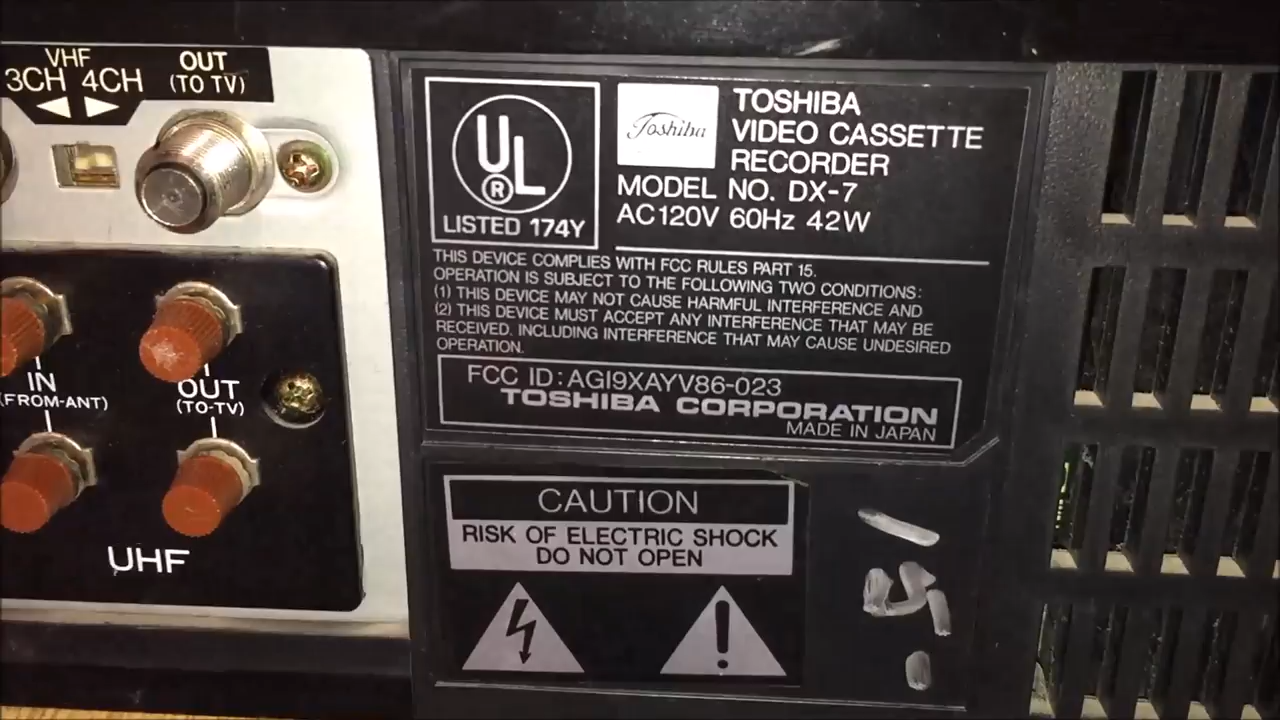 VHF
3CH 4CH
OUT
(TO TV)
IN
(FROM-ANT)
OUT
(TO-TV)
UHF
UL
®
LISTED 174Y
Toshiba
TOSHIBA
VIDEO CASSETTE
RECORDER
MODEL NO. DX-7
AC120V 60Hz 42W
THIS DEVICE COMPLIES WITH FCC RULES PART 15.
OPERATION IS SUBJECT TO THE FOLLOWING TWO CONDITIONS:
(1) THIS DEVICE MAY NOT CAUSE HARMFUL INTERFERENCE AND
(2) THIS DEVICE MUST ACCEPT ANY INTERFERENCE THAT MAY BE
RECEIVED. INCLUDING INTERFERENCE THAT MAY CAUSE UNDESIRED
OPERATION.
FCC ID: AGI9XAYV86-023
TOSHIBA CORPORATION
MADE IN JAPAN
CAUTION
RISK OF ELECTRIC SHOCK
DO NOT OPEN